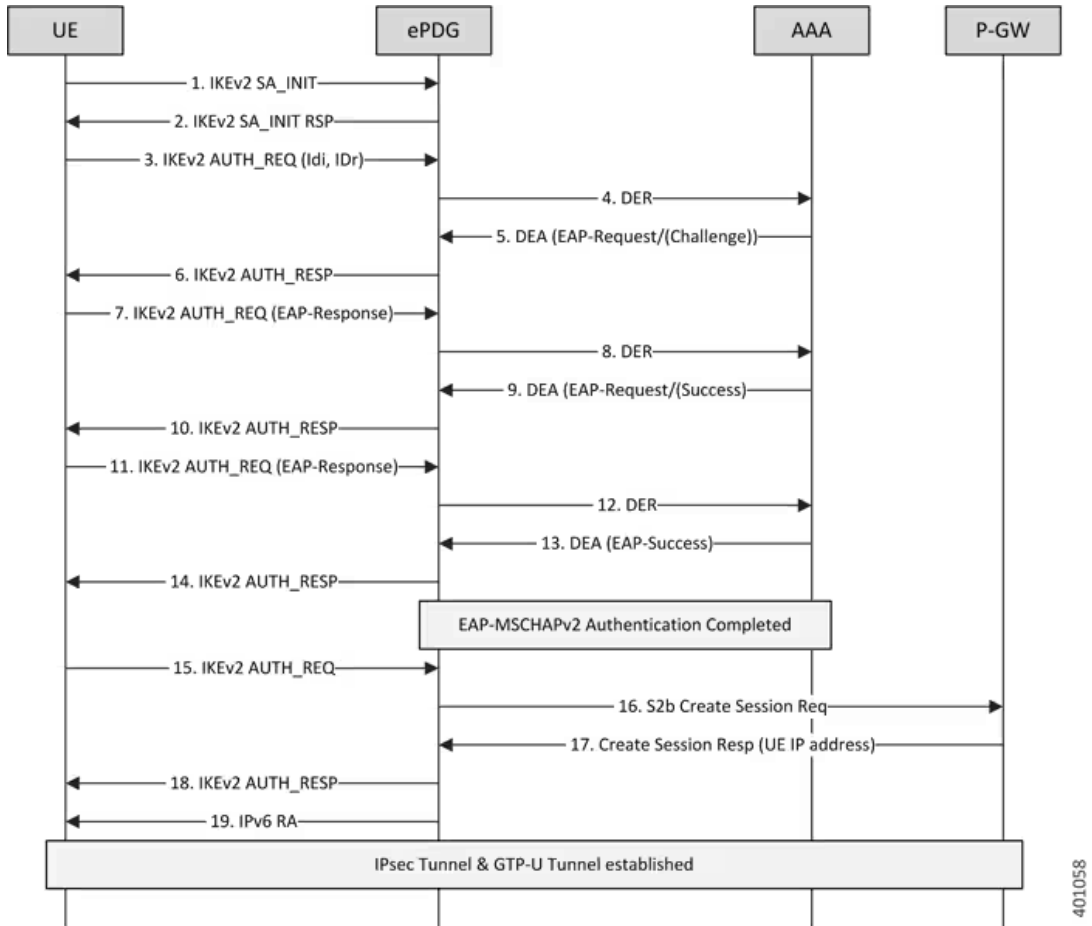 UE
ePDG
AAA
P-GW
1. IKEv2 SA_INIT
2. IKEv2 SA_INIT RSP
3. IKEv2 AUTH_REQ (Idi, IDr)
4. DER
5. DEA (EAP-Request/(Challenge))
6. IKEv2 AUTH_RESP
7. IKEv2 AUTH_REQ (EAP-Response)
8. DER
9. DEA (EAP-Request/(Success)
10. IKEv2 AUTH_RESP
11. IKEv2 AUTH_REQ (EAP-Response)
12. DER
13. DEA (EAP-Success)
14. IKEv2 AUTH_RESP
EAP-MSCHAPv2 Authentication Completed
15. IKEv2 AUTH_REQ
16. S2b Create Session Req
17. Create Session Resp (UE IP address)
18. IKEv2 AUTH_RESP
19. IPv6 RA
IPsec Tunnel & GTP-U Tunnel established
401058